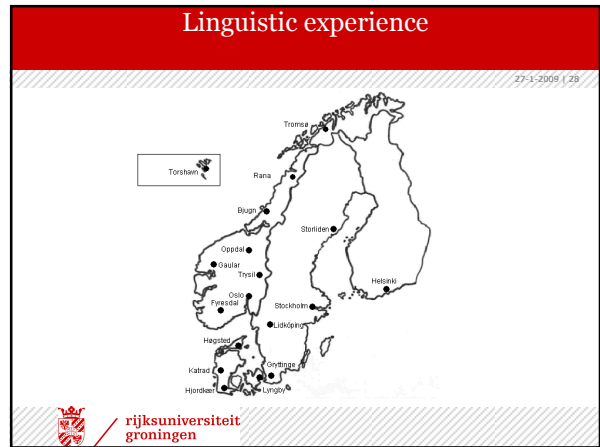 Linguistic experience
27-1-2009 | 28
Tromsø
Torshavn
Rana
Bjugn
Storliden
Oppdal
Gaular
Trysil
Helsinki
Oslo
Fyresdal
Stockholm
Lidköping
Høgsted
Katrad
Gryttinge
Hjordkær
Lyngby
rijksuniversiteit
groningen